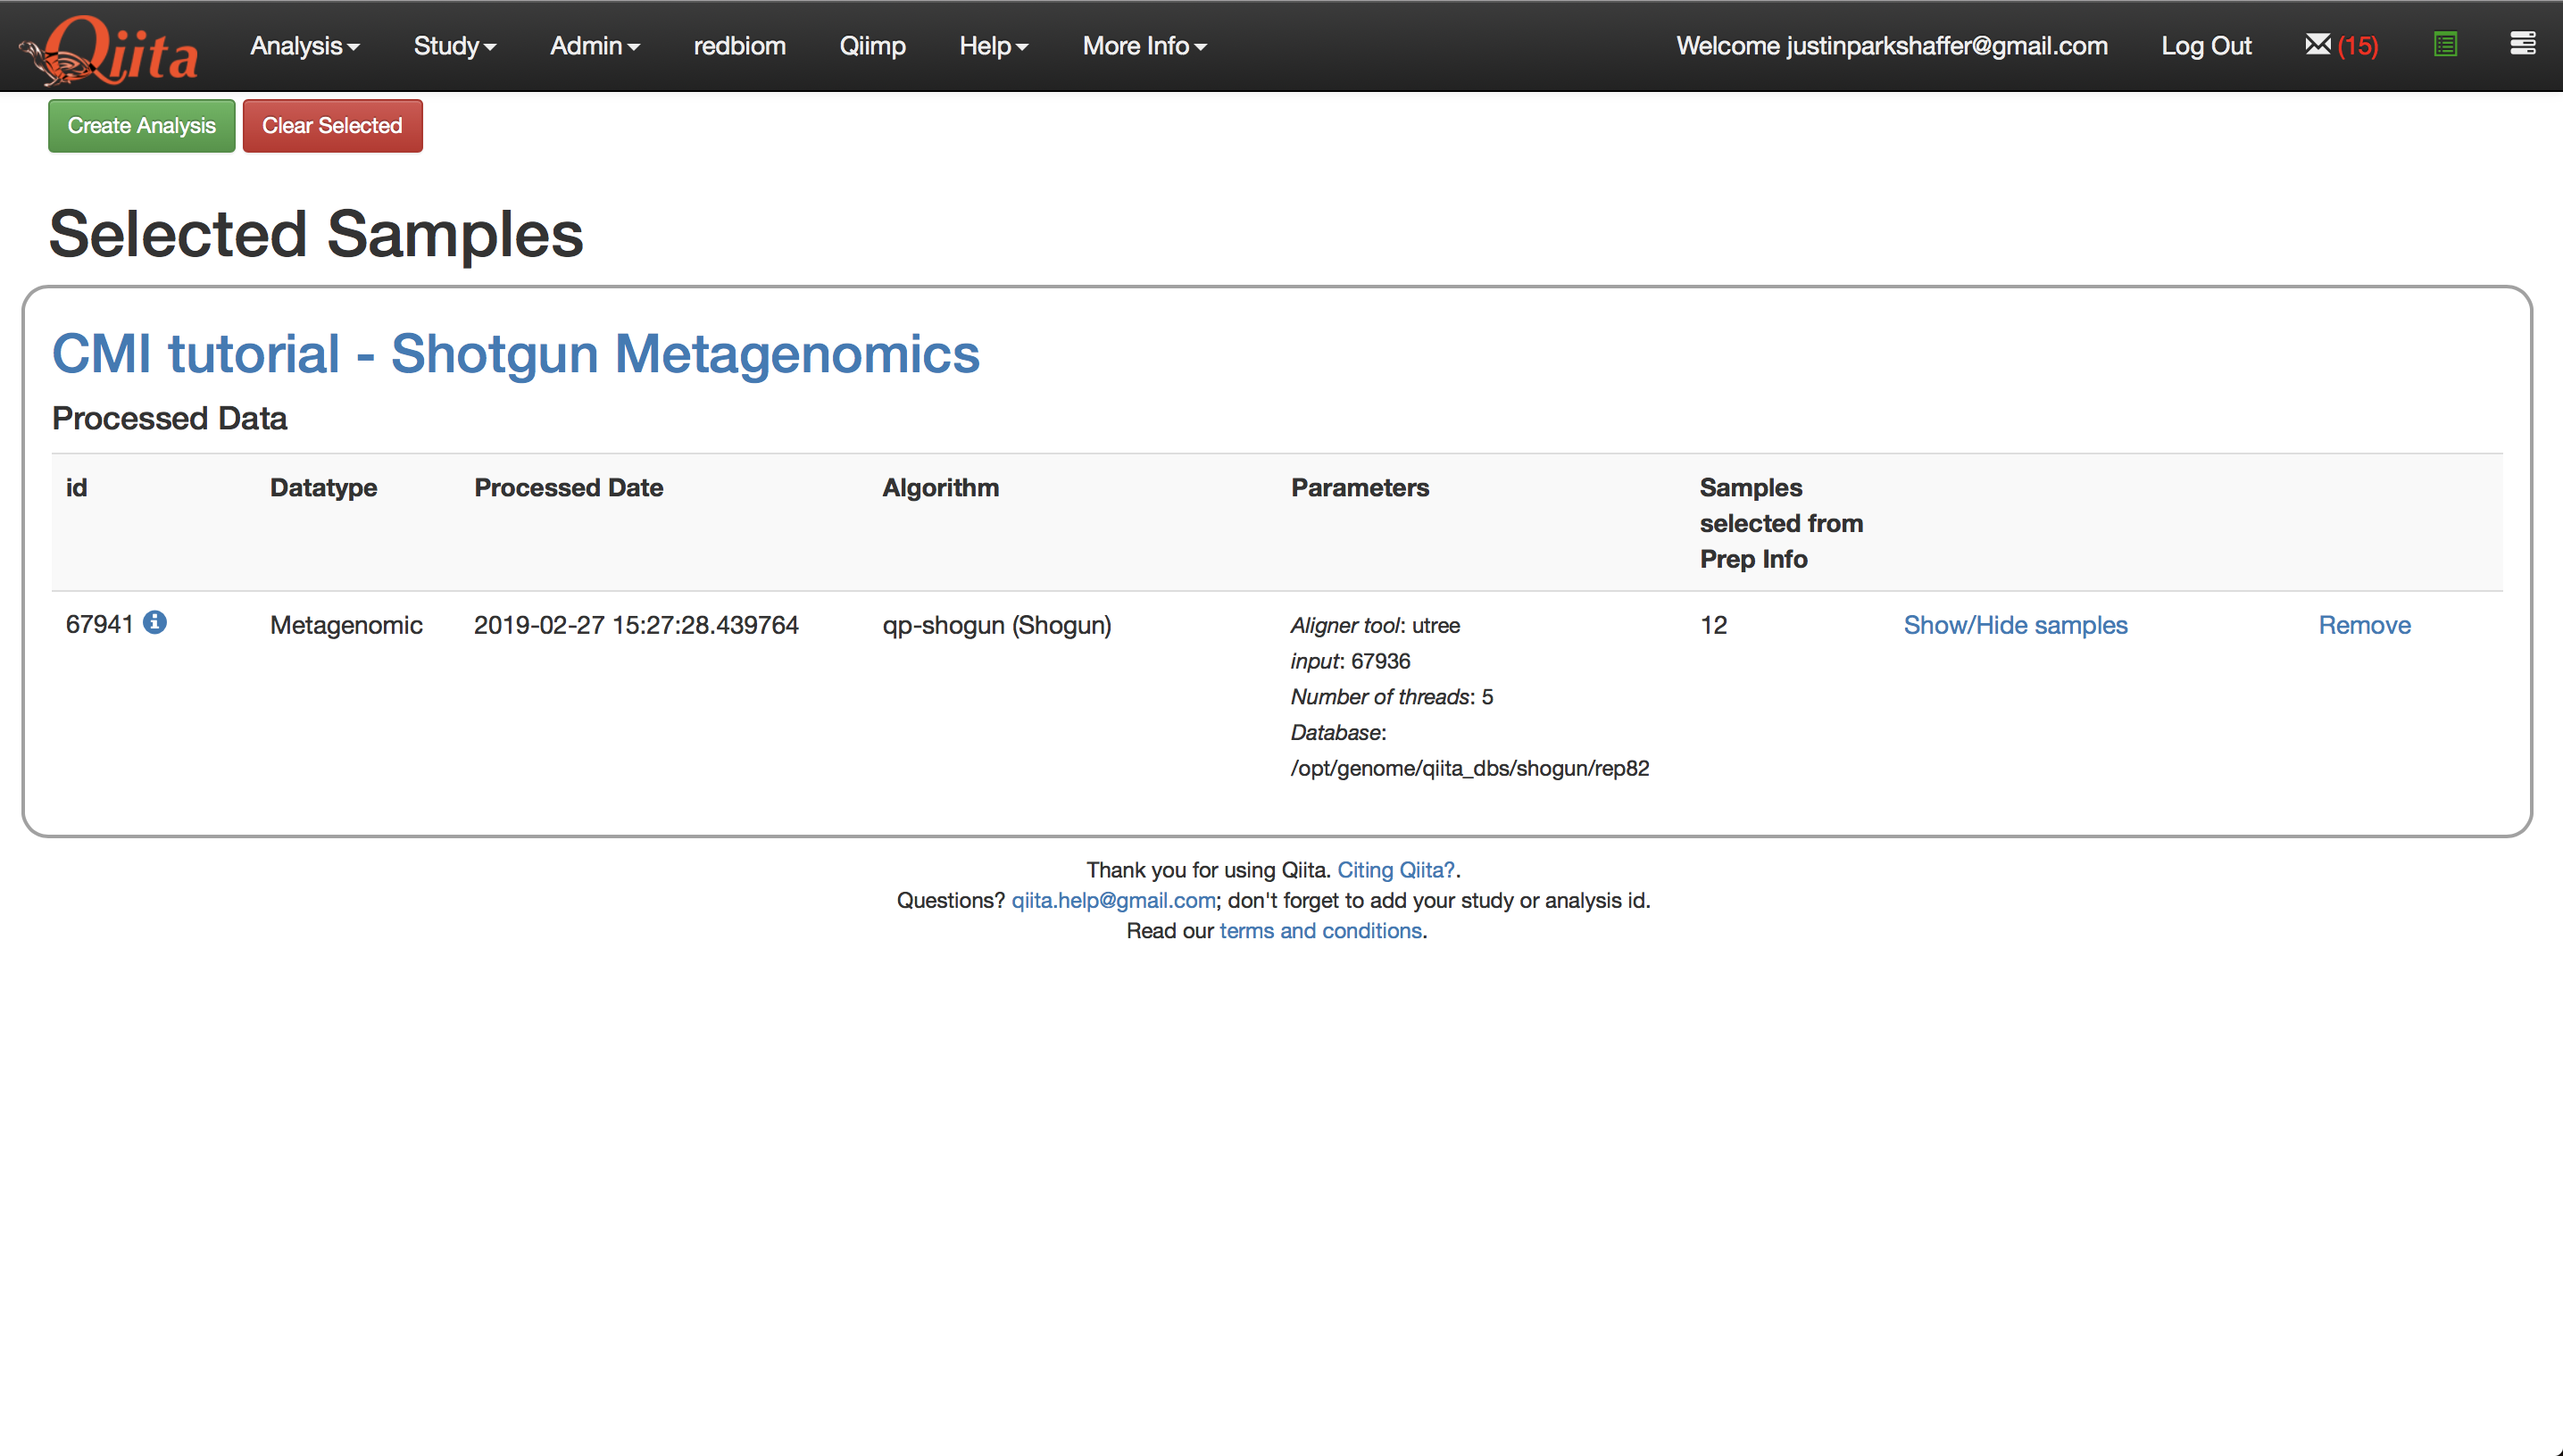 Qiita Analysis Study Admin redbiom Qiimp Help More Info Welcome justinparkshaffer@gmail.com Log Out (15)
Create Analysis Clear Selected
Selected Samples
CMI tutorial - Shotgun Metagenomics
Processed Data
id Datatype Processed Date Algorithm Parameters Samples
selected from
Prep Info
67941 Metagenomic 2019-02-27 15:27:28.439764 qp-shogun (Shogun) Aligner tool: utree 12 Show/Hide samples Remove
input: 67936
Number of threads: 5
Database:
/opt/genome/qiita_dbs/shogun/rep82
Thank you for using Qiita. Citing Qiita?.
Questions? qiita.help@gmail.com; don't forget to add your study or analysis id.
Read our terms and conditions.